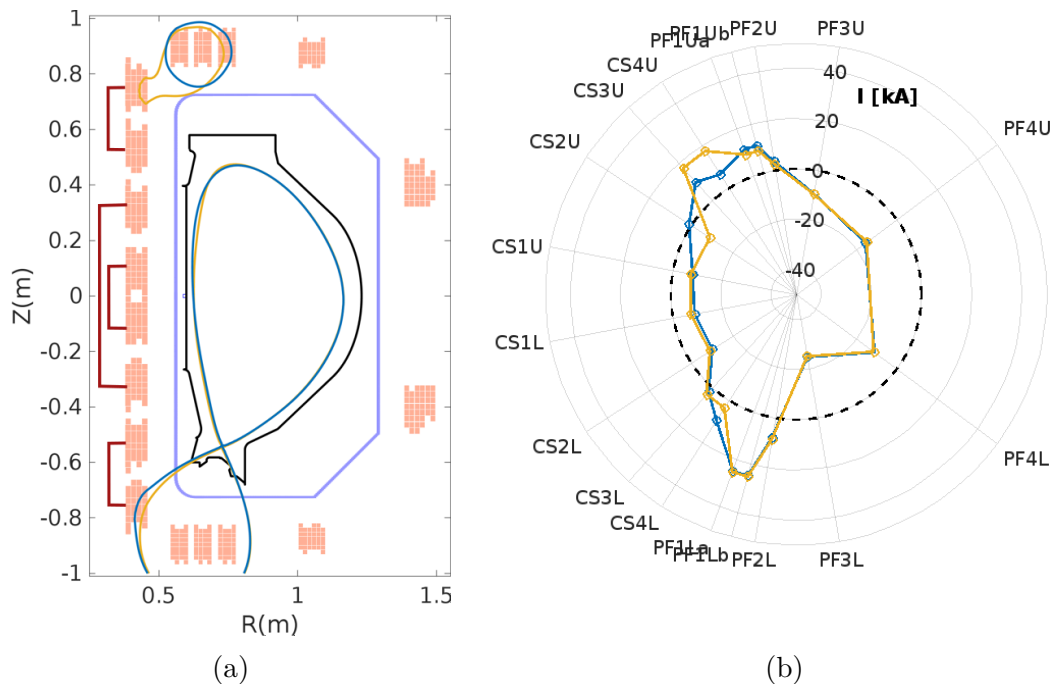 1
0.8
0.6
0.4
0.2
0
-0.2
-0.4
-0.6
-0.8
-1
Z(m)
0.5
1
1.5
R(m)
(a)
PF1Ua
PF1Ub
PF2U
PF3U
PF4U
CS4U
CS3U
CS2U
CS1U
CS1L
CS2L
CS3L
CS4L
PF1La
PF1Lb
PF2L
PF3L
PF4L
I [kA]
40
20
0
-20
-40
(b)